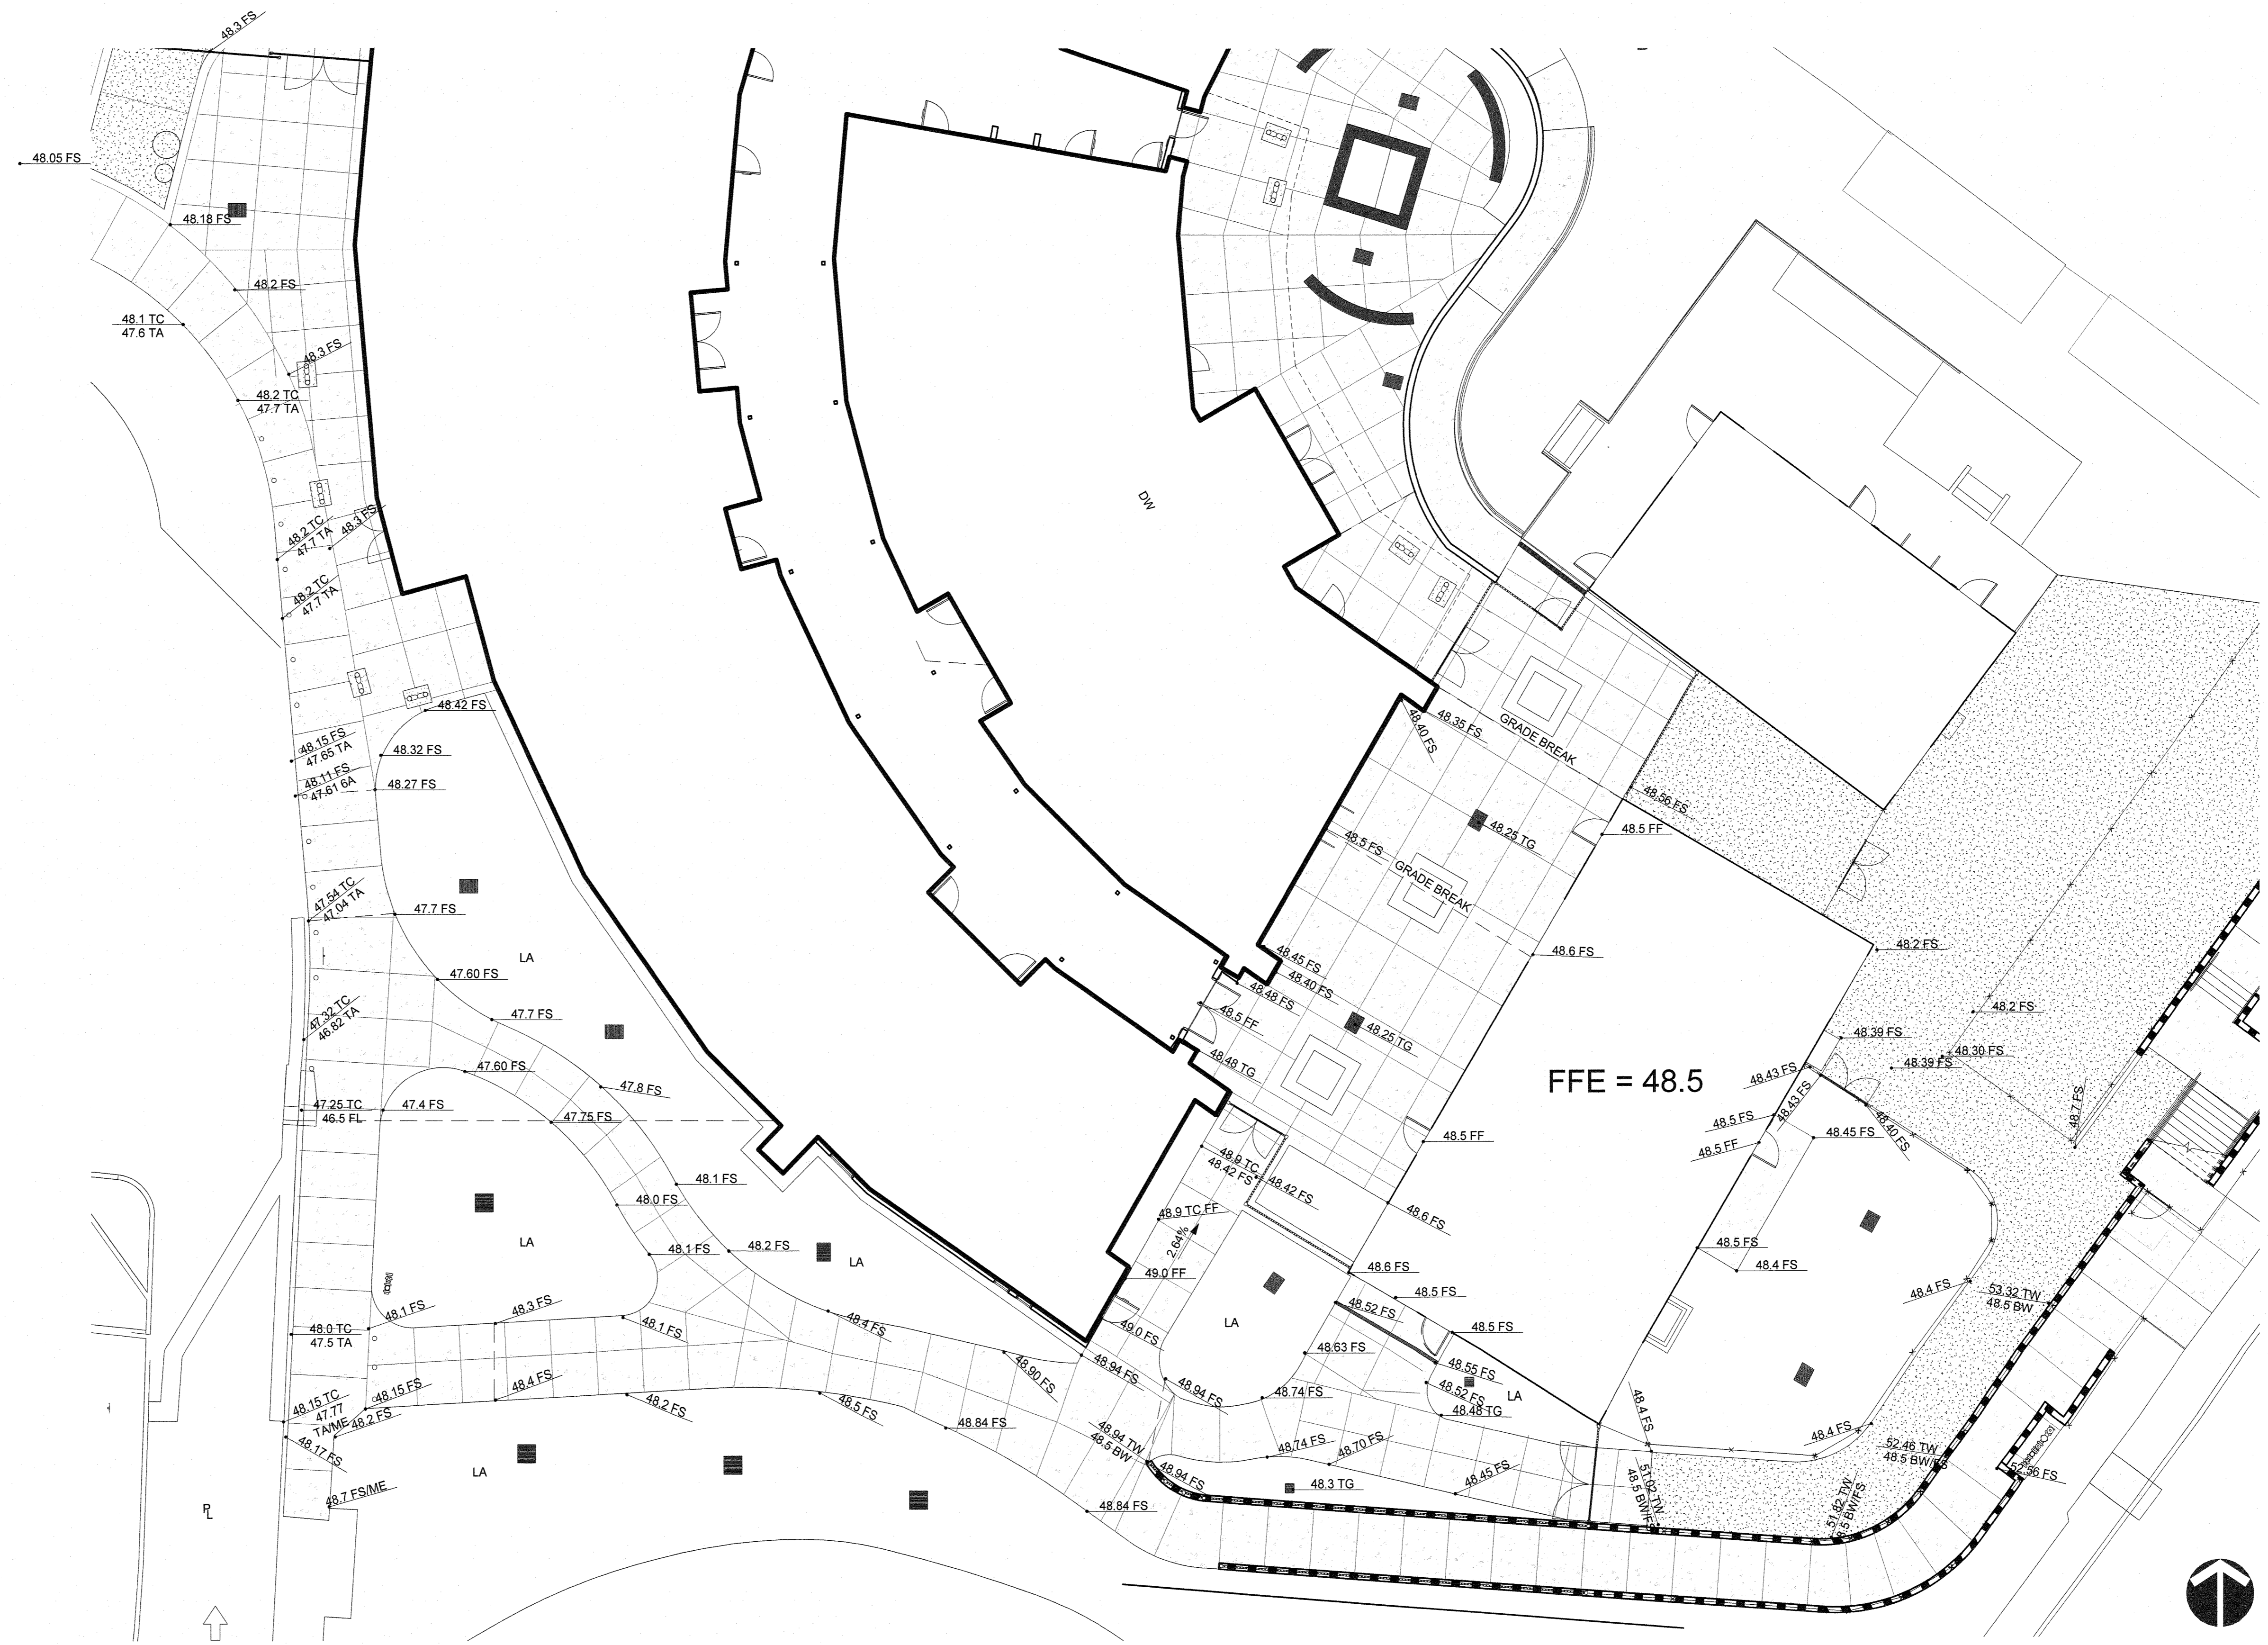 48.3 FS
48.05 FS
48.18 FS
48.2 FS
48.1 TC
47.6 TA
48.3 FS
48.2 TC
47.7 TA
48.2 TC
47.7 TA
48.3 FS
48.2 TC
47.7 TA
DW
48.42 FS
48.15 FS
47.65 TA
48.32 FS
48.11 FS
47.61 6A
48.27 FS
48.40 FS
48.35 FS
GRADE BREAK
48.56 FS
48.25 TG
48.5 FF
48.5 FS
GRADE BREAK
47.54 TC
47.04 TA
47.7 FS
LA
47.60 FS
48.6 FS
48.2 FS
48.45 FS
48.40 FS
48.48 FS
48.5 FF
48.25 TG
48.48 TG
47.32 TC
46.82 TA
47.7 FS
48.2 FS
48.39 FS
48.30 FS
48.39 FS
47.60 FS
47.8 FS
FFE = 48.5
48.43 FS
48.43 FS
48.40 FS
48.7 FS
47.25 TC
46.5 FL
47.4 FS
47.75 FS
48.5 FF
48.5 FS
48.5 FF
48.45 FS
48.9 TC
48.42 FS
48.42 FS
48.1 FS
48.0 FS
48.9 TC FF
48.6 FS
2.64%
LA
48.1 FS
48.2 FS
LA
48.5 FS
48.4 FS
49.0 FF
48.6 FS
48.5 FS
48.4 FS
53.32 TW
48.5 BW
48.1 FS
48.3 FS
48.1 FS
48.4 FS
48.52 FS
LA
48.0 TC
47.5 TA
49.0 FS
48.5 FS
48.63 FS
48.90 FS
48.94 FS
48.55 FS
48.4 FS
48.94 FS
48.74 FS
48.52 FS
LA
48.48 TG
48.15 TC
47.77
TA/ME
48.15 FS
48.2 FS
48.2 FS
48.5 FS
48.84 FS
48.17 FS
48.94 TW
48.5 BW
48.74 FS
48.70 FS
48.4 FS
48.4 FS
52.46 TW
48.5 BW/FS
LA
48.94 FS
48.3 TG
48.45 FS
51.02 TW
48.5 BW/FS
51.82 TW
48.5 BW/FS
52.56 FS
48.7 FS/ME
48.84 FS
PL